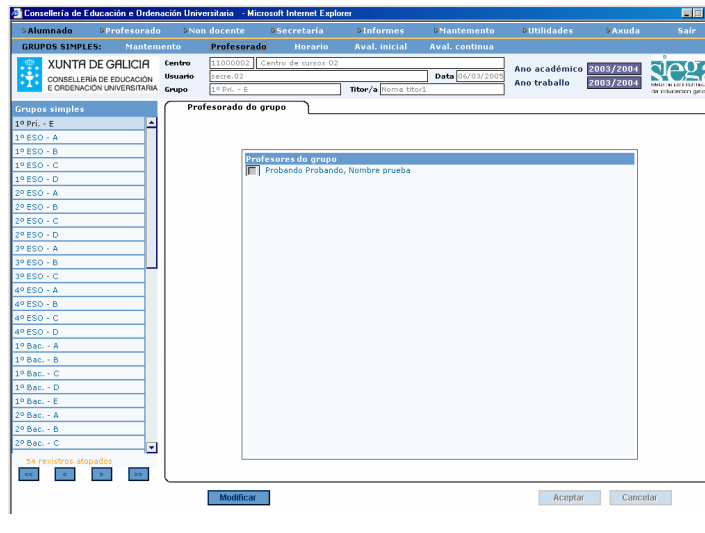 Consellería de Educación e Ordenación Universitaria - Microsoft Internet Explorer
Alumnado Profesorado Non docente Secretaría Informes Mantemento Utilidades Axuda Saír
GRUPOS SIMPLES: Mantemento Profesorado Horario Aval. inicial Aval. continua
XUNTA DE GALICIA
CONSELLERÍA DE EDUCACIÓN
E ORDENACIÓN UNIVERSITARIA
Centro 11000002 Centro de cursos 02
Usuario secre.02 Data 06/03/2005
Grupo 1º Pri. - E Titor/a Nome titor1
Ano académico 2003/2004
Ano traballo 2003/2004
siega
Grupos simples
1º Pri. - E
1º ESO - A
1º ESO - B
1º ESO - C
1º ESO - D
2º ESO - A
2º ESO - B
2º ESO - C
2º ESO - D
3º ESO - A
3º ESO - B
3º ESO - C
4º ESO - A
4º ESO - B
4º ESO - C
4º ESO - D
1º Bac. - A
1º Bac. - B
1º Bac. - C
1º Bac. - D
1º Bac. - E
2º Bac. - A
2º Bac. - B
2º Bac. - C
54 rexistros atopados
<< < > >>
Profesorado do grupo
Profesores do grupo
Probando Probando, Nombre prueba
Modificar Aceptar Cancelar